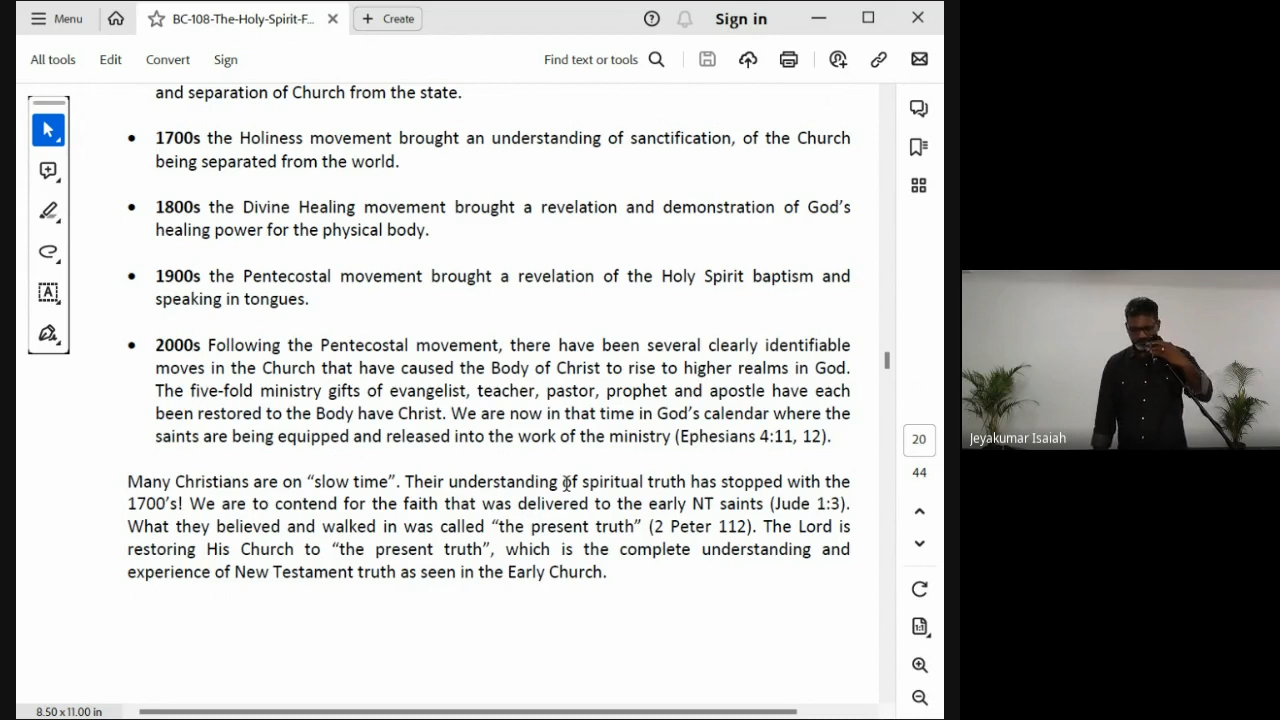 Menu
BC-108-The-Holy-Spirit-F...
Create
Sign in
All tools
Edit
Convert
Sign
Find text or tools
and separation of Church from the state.
• 1700s the Holiness movement brought an understanding of sanctification, of the Church
being separated from the world.
• 1800s the Divine Healing movement brought a revelation and demonstration of God’s
healing power for the physical body.
• 1900s the Pentecostal movement brought a revelation of the Holy Spirit baptism and
speaking in tongues.
• 2000s Following the Pentecostal movement, there have been several clearly identifiable
moves in the Church that have caused the Body of Christ to rise to higher realms in God.
The five-fold ministry gifts of evangelist, teacher, pastor, prophet and apostle have each
been restored to the Body have Christ. We are now in that time in God’s calendar where the
saints are being equipped and released into the work of the ministry (Ephesians 4:11, 12).
Many Christians are on “slow time”. Their understanding of spiritual truth has stopped with the
1700’s! We are to contend for the faith that was delivered to the early NT saints (Jude 1:3).
What they believed and walked in was called “the present truth” (2 Peter 112). The Lord is
restoring His Church to “the present truth”, which is the complete understanding and
experience of New Testament truth as seen in the Early Church.
20
44
8.50 x 11.00 in
Jeyakumar Isaiah